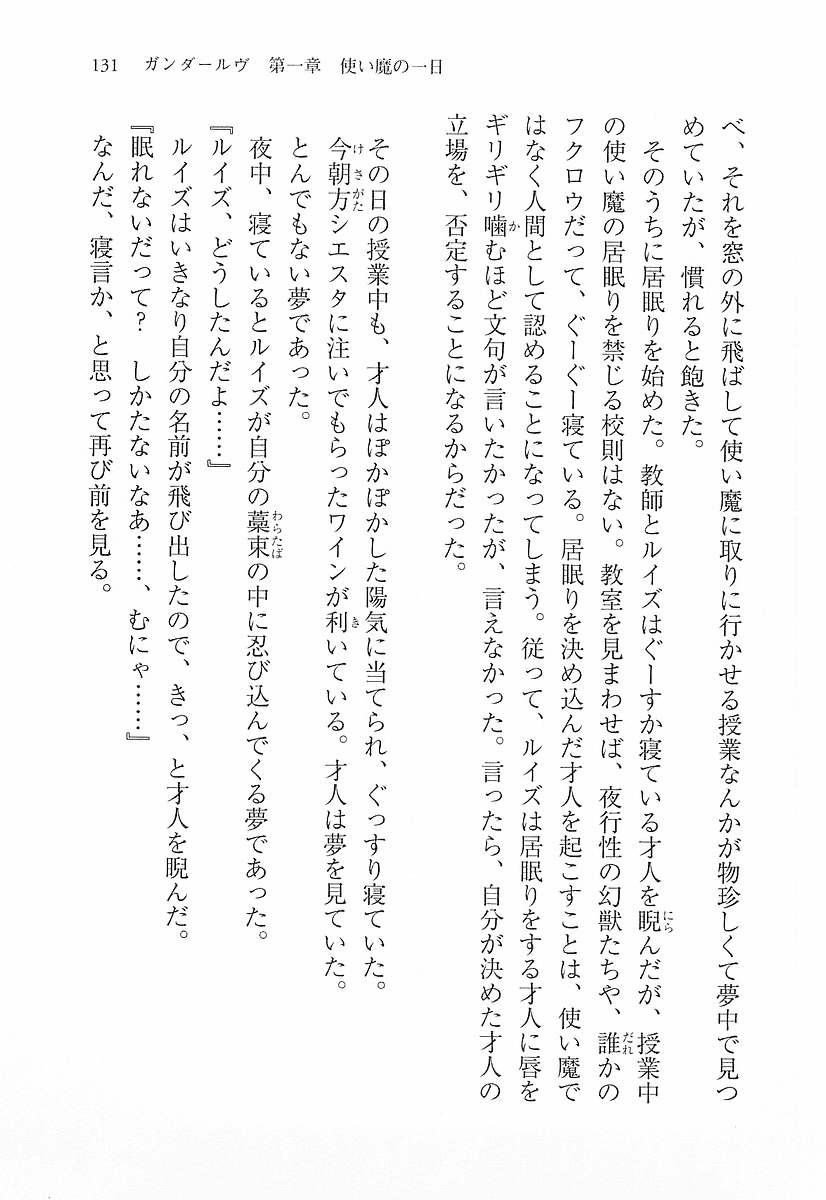 131　ガンダールヴ　第一章　使い魔の一日
べ、それを窓の外に飛ばして使い魔に取りに行かせる授業なんかが物珍しくて夢中で見つ
めていたが、慣れると飽きた。
　そのうちに居眠りを始めた。教師とルイズはぐーすか寝ている才人を睨んだが、授業中
の使い魔の居眠りを禁じる校則はない。教室を見まわせば、夜行性の幻獣たちや、誰かの
フクロウだって、ぐーぐー寝ている。居眠りを決め込んだ才人を起こすことは、使い魔で
はなく人間として認めることになってしまう。従って、ルイズは居眠りをする才人に唇を
ギリギリ噛むほど文句が言いたかったが、言えなかった。言ったら、自分が決めた才人の
立場を、否定することになるからだった。
　その日の授業中も、才人はぽかぽかした陽気に当てられ、ぐっすり寝ていた。
　今朝方シエスタに注いでもらったワインが利いている。才人は夢を見ていた。
　とんでもない夢であった。
　夜中、寝ているとルイズが自分の藁束の中に忍び込んでくる夢であった。
『ルイズ、どうしたんだよ……』
　ルイズはいきなり自分の名前が飛び出したので、きっ、と才人を睨んだ。
『眠れないだって？　しかたないなあ……、むにゃ……』
　なんだ、寝言か、と思って再び前を見る。